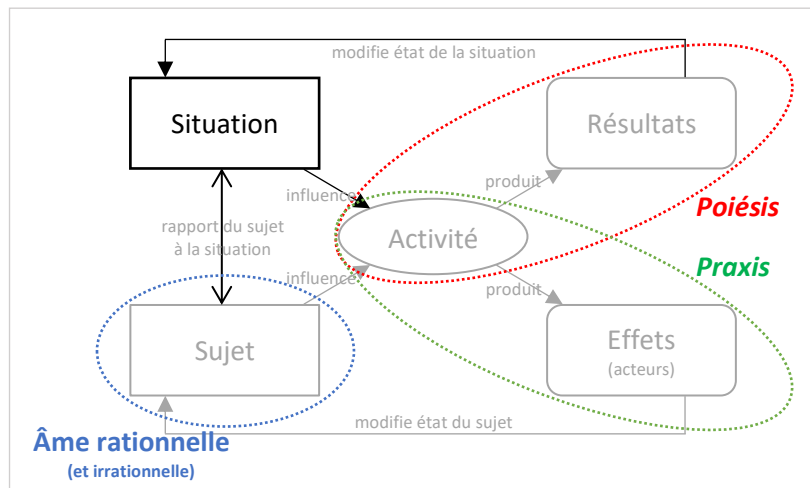 modifie état de la situation
Situation
Résultats
influence
produit
Poiésis
rapport du sujet
à la situation
Activité
Praxis
influence
produit
Sujet
Effets
(acteurs)
modifie état du sujet
Âme rationnelle
(et irrationnelle)